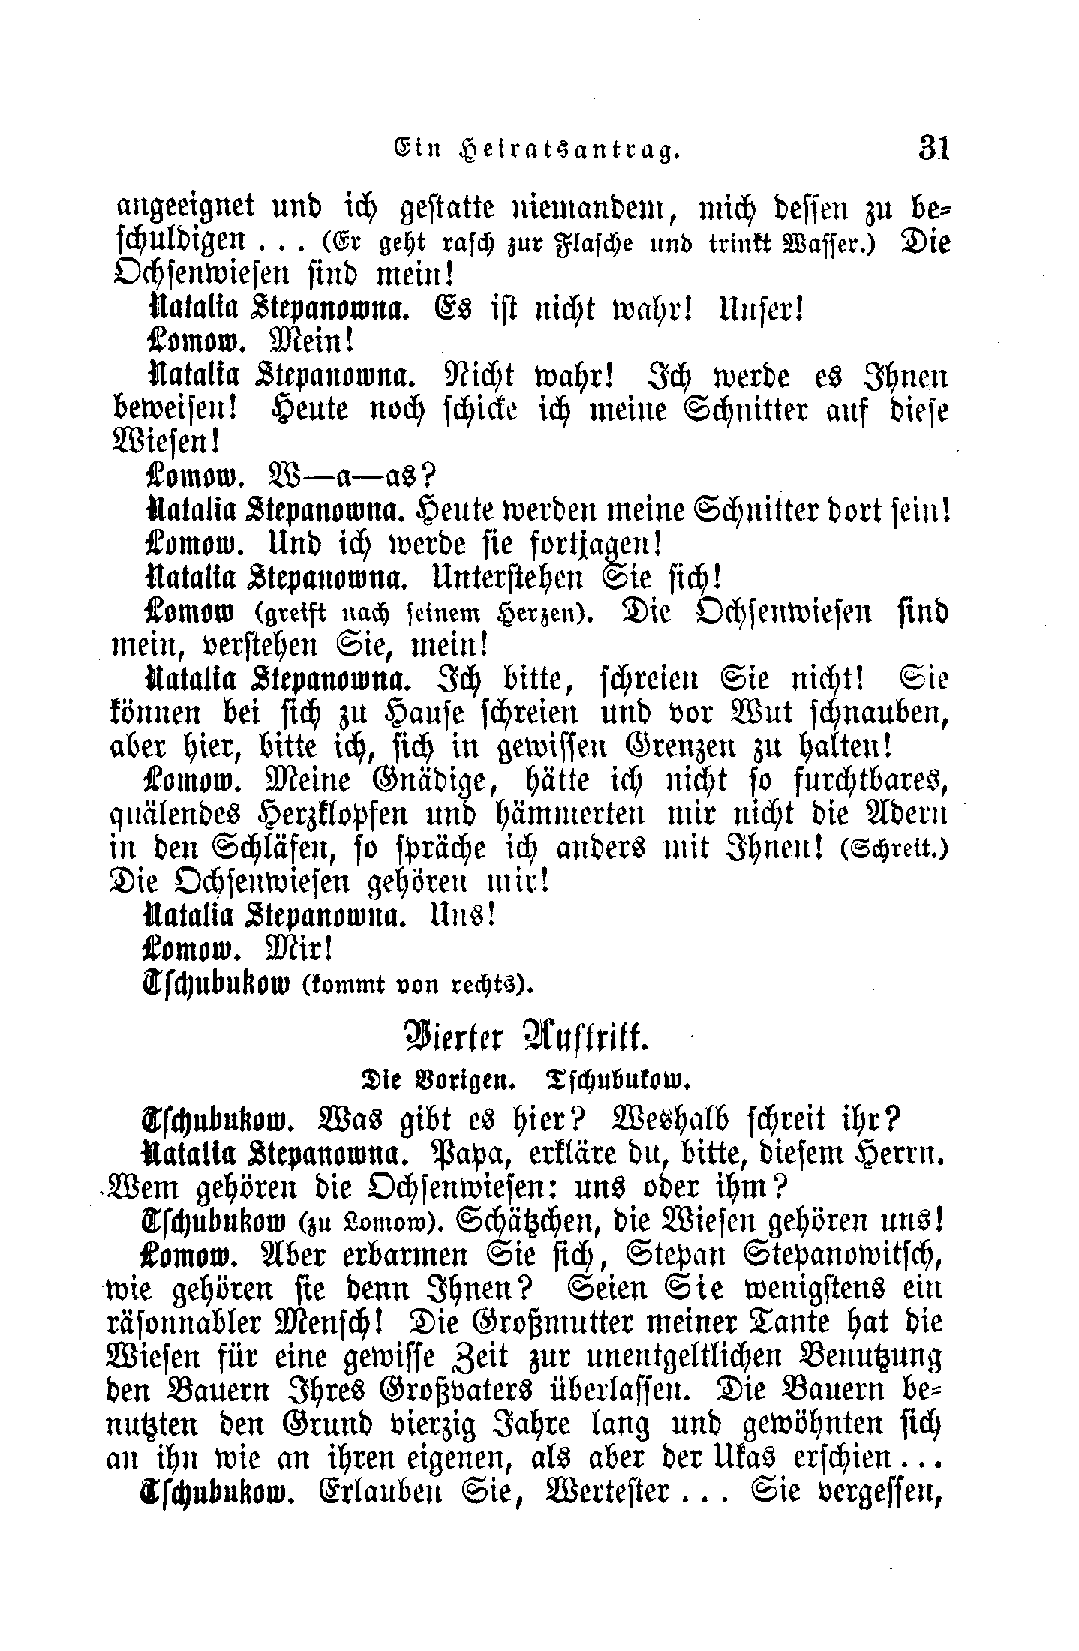 Ein Heiratsantrag. 31
angeeignet und ich gestatte niemandem, mich dessen zu be-
schuldigen . . . (Er geht rasch zur Flasche und trinkt Wasser.) Die
Ochsenwiesen sind mein!
Natalia Stepanowna. Es ist nicht wahr! Unser!
Lomow. Mein!
Natalia Stepanowna. Nicht wahr! Ich werde es Ihnen
beweisen! Heute noch schicke ich meine Schnitter auf diese
Wiesen!
Lomow. W—a—as?
Natalia Stepanowna. Heute werden meine Schnitter dort sein!
Lomow. Und ich werde sie fortjagen!
Natalia Stepanowna. Unterstehen Sie sich!
Lomow (greift nach seinem Herzen). Die Ochsenwiesen sind
mein, verstehen Sie, mein!
Natalia Stepanowna. Ich bitte, schreien Sie nicht! Sie
können bei sich zu Hause schreien und vor Wut schnauben,
aber hier, bitte ich, sich in gewissen Grenzen zu halten!
Lomow. Meine Gnädige, hätte ich nicht so furchtbares,
quälendes Herzklopfen und hämmerten mir nicht die Adern
in den Schläfen, so spräche ich anders mit Ihnen! (Schreit.)
Die Ochsenwiesen gehören mir!
Natalia Stepanowna. Uns!
Lomow. Mir!
Tschubukow (kommt von rechts).
Vierter Auftritt.
Die Vorigen. Tschubukow.
Tschubukow. Was gibt es hier? Weshalb schreit ihr?
Natalia Stepanowna. Papa, erkläre du, bitte, diesem Herrn.
Wem gehören die Ochsenwiesen: uns oder ihm?
Tschubukow (zu Lomow). Schätzchen, die Wiesen gehören uns!
Lomow. Aber erbarmen Sie sich, Stepan Stepanowitsch,
wie gehören sie denn Ihnen? Seien Sie wenigstens ein
räsonnabler Mensch! Die Großmutter meiner Tante hat die
Wiesen für eine gewisse Zeit zur unentgeltlichen Benutzung
den Bauern Ihres Großvaters überlassen. Die Bauern be-
nutzten den Grund vierzig Jahre lang und gewöhnten sich
an ihn wie an ihren eigenen, als aber der Ukas erschien . . .
Tschubukow. Erlauben Sie, Wertester . . . Sie vergessen,